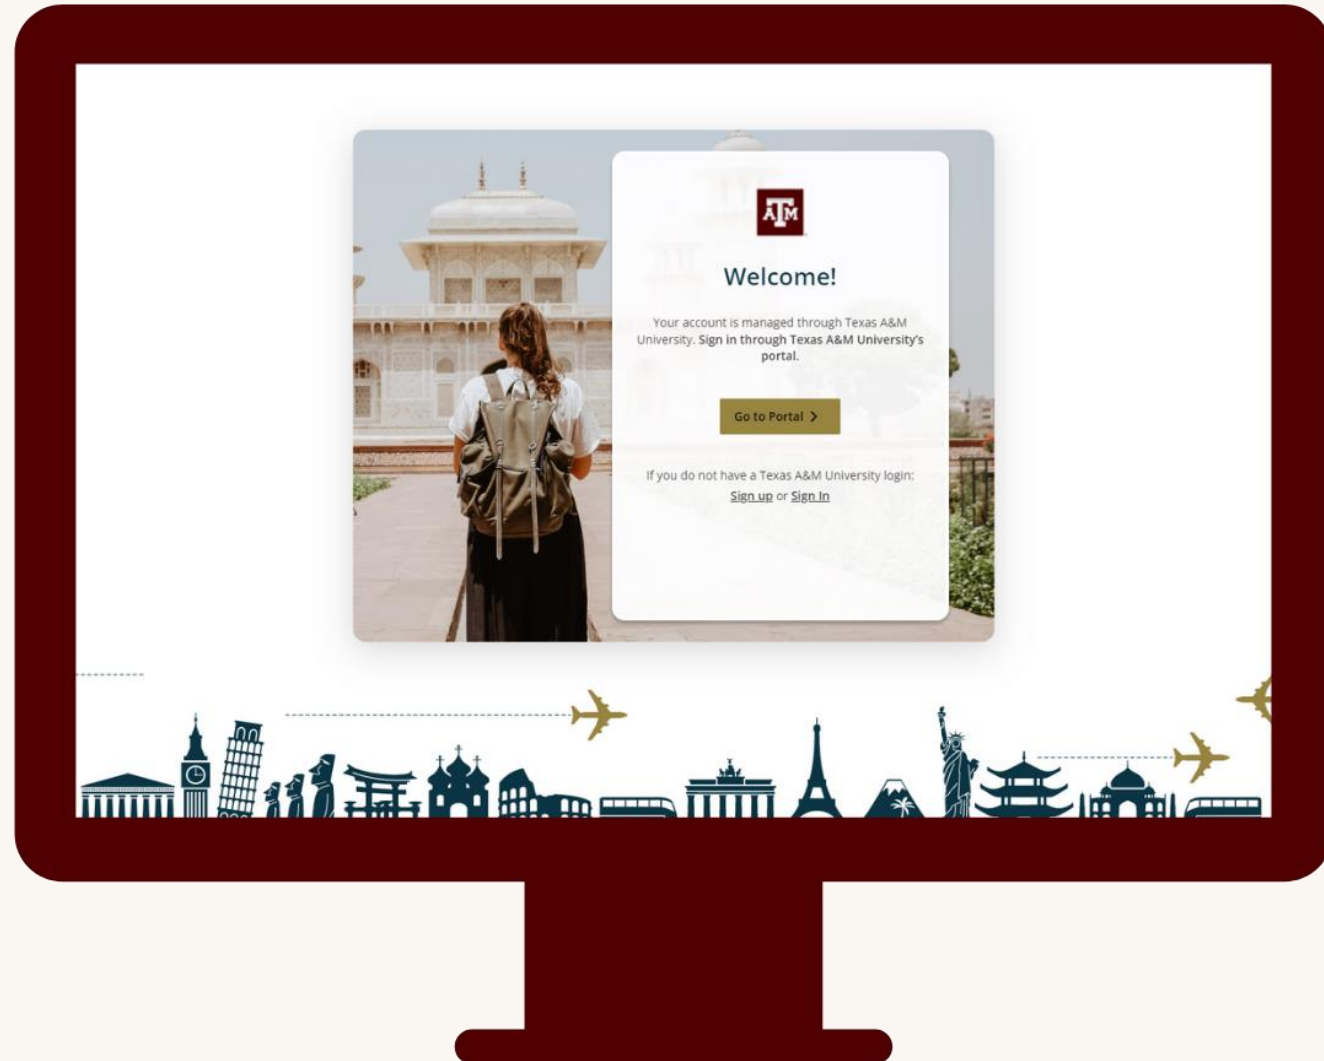 ATM
Welcome!
Your account is managed through Texas A&M
University. Sign in through Texas A&M University's
portal.
Go to Portal
If you do not have a Texas A&M University login:
Sign up or Sign In